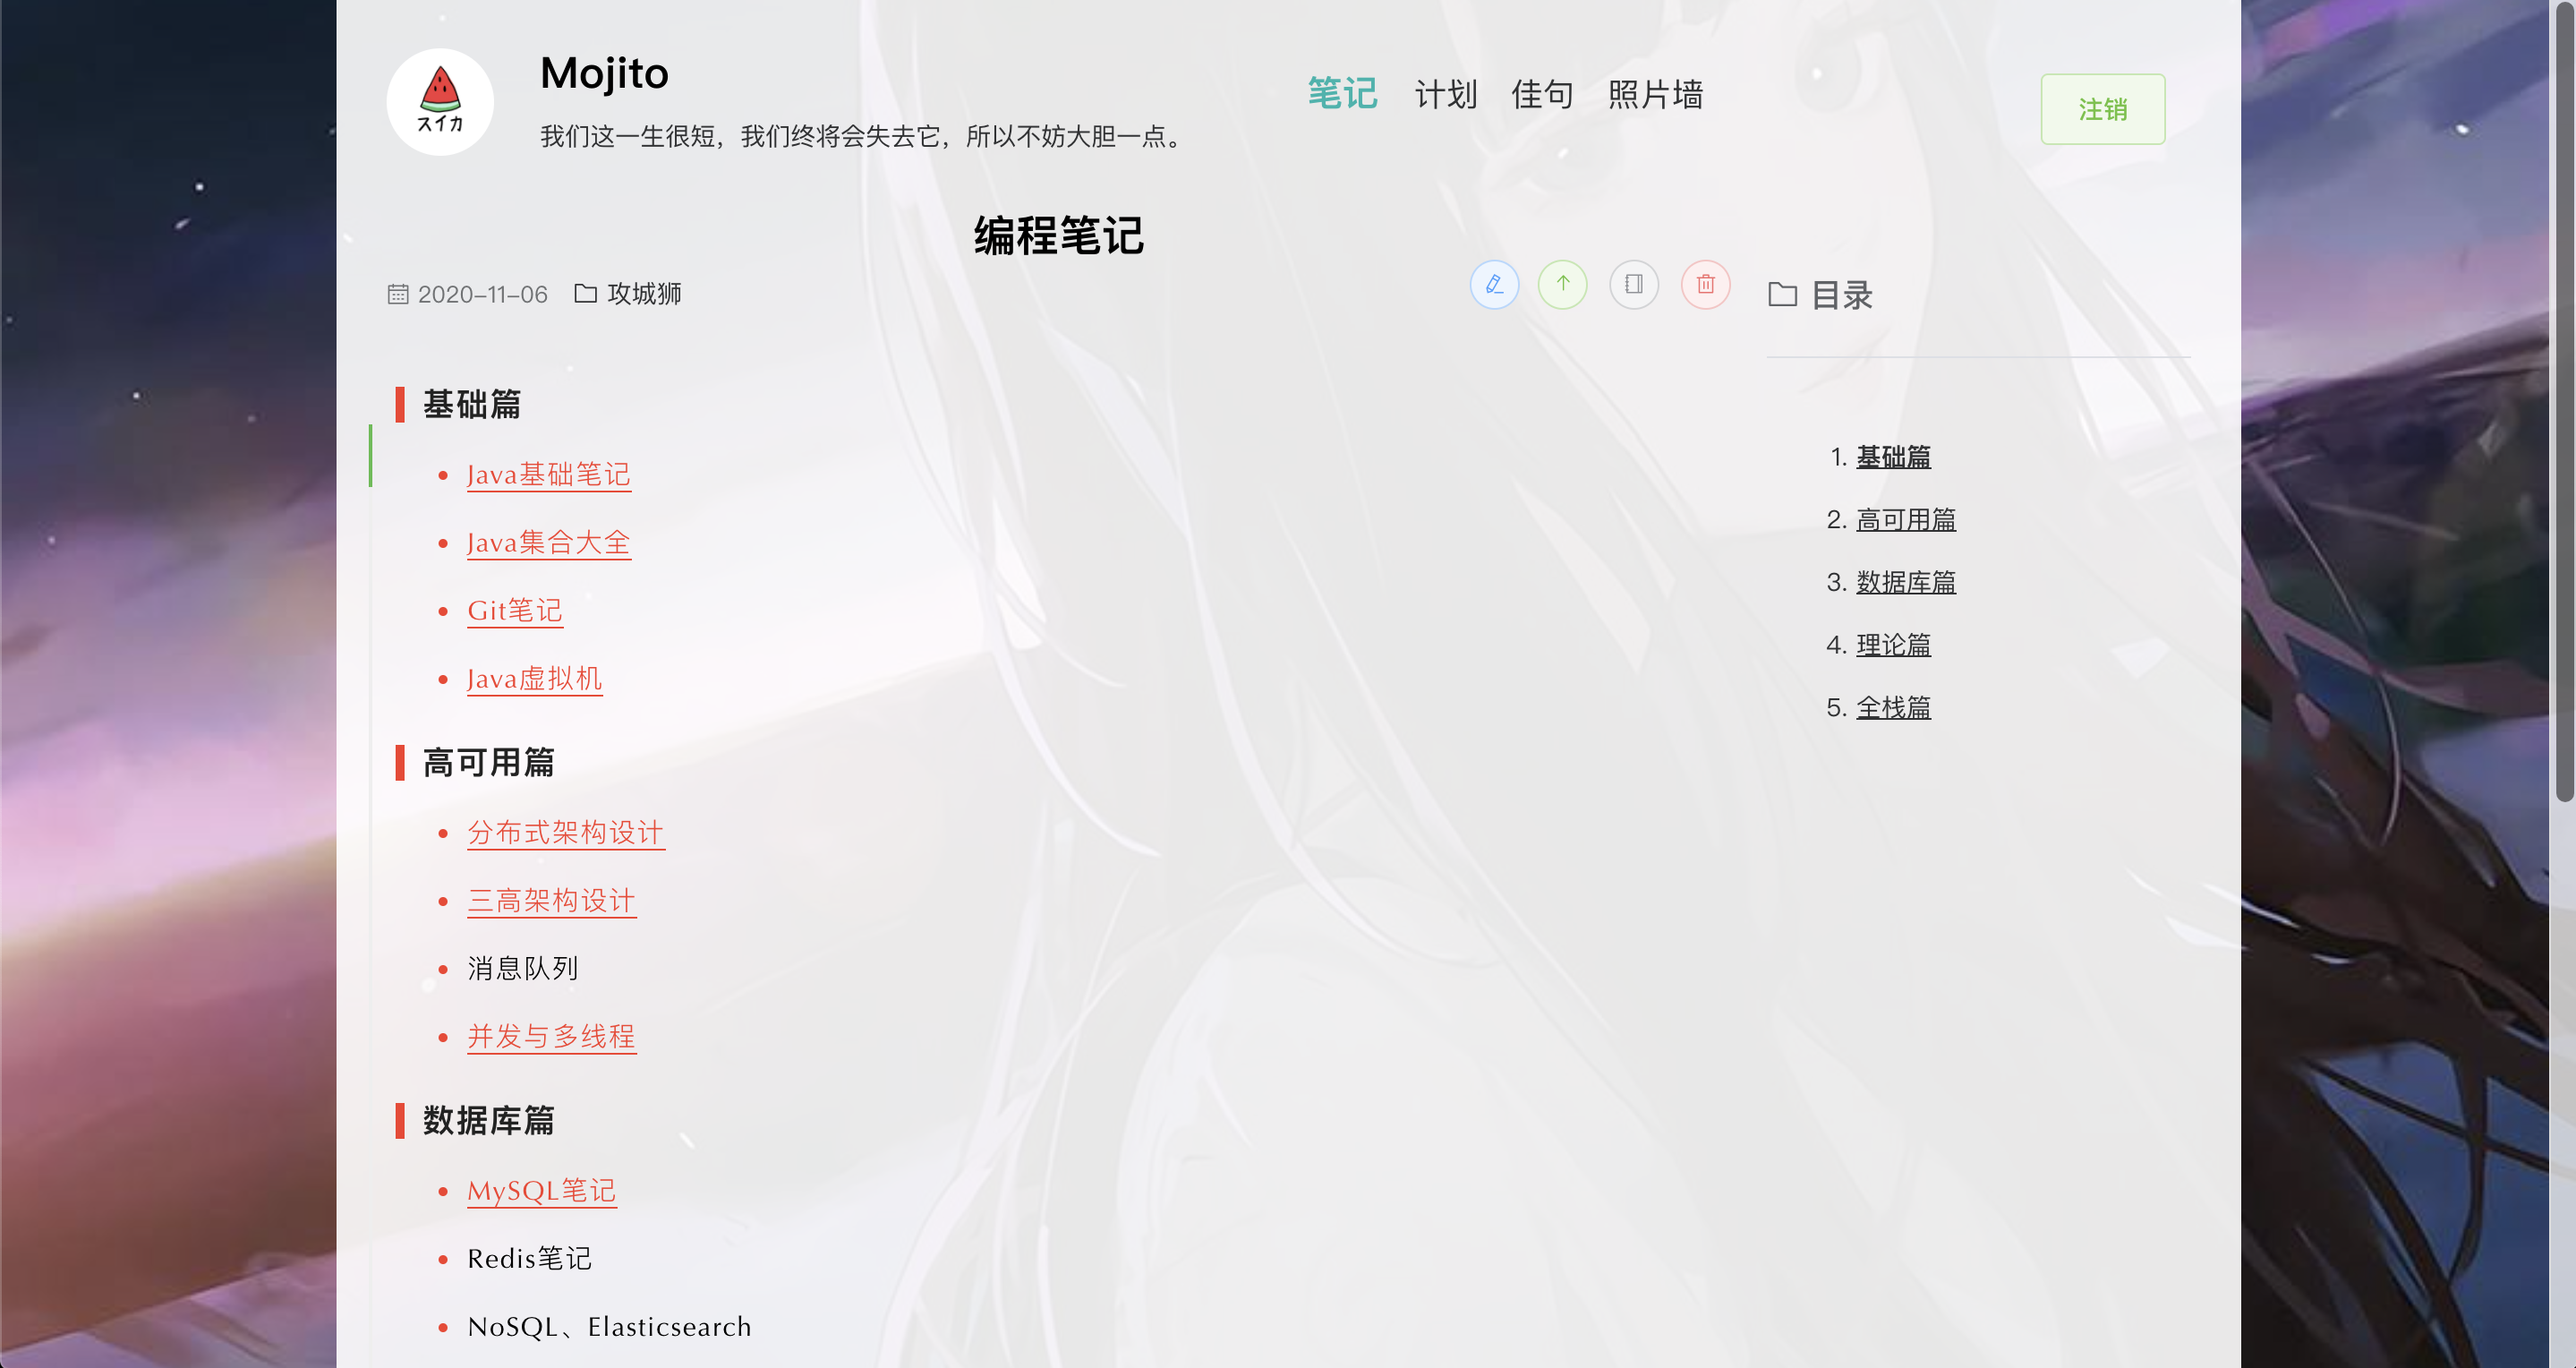 スイカ
Mojito
我们这一生很短，我们终将会失去它，所以不妨大胆一点。
笔记 计划 佳句 照片墙
注销
编程笔记
2020-11-06 攻城狮
基础篇
Java基础笔记
Java集合大全
Git笔记
Java虚拟机
高可用篇
分布式架构设计
三高架构设计
消息队列
并发与多线程
数据库篇
MySQL笔记
Redis笔记
NoSQL、Elasticsearch
目录
1. 基础篇
2. 高可用篇
3. 数据库篇
4. 理论篇
5. 全栈篇